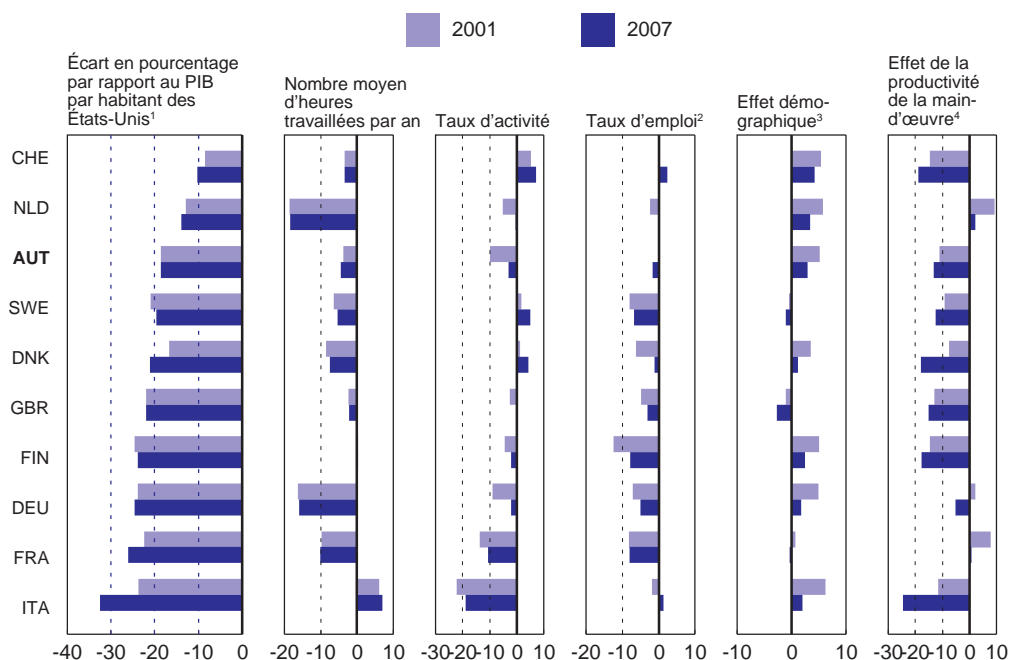 2001 2007
Écart en pourcentage
par rapport au PIB
par habitant des
États-Unis¹
Nombre moyen
d'heures
travaillées par an
Taux d'activité
Taux d'emploi²
Effet démo-
graphique³
Effet de la
productivité
de la main-
d'œuvre⁴
CHE
NLD
AUT
SWE
DNK
GBR
FIN
DEU
FRA
ITA
-40 -30 -20 -10 0
-20 -10 0 10
-30 -20 -10 0 10
-20 -10 0 10
-10 0 10
-30 -20 -10 0 10